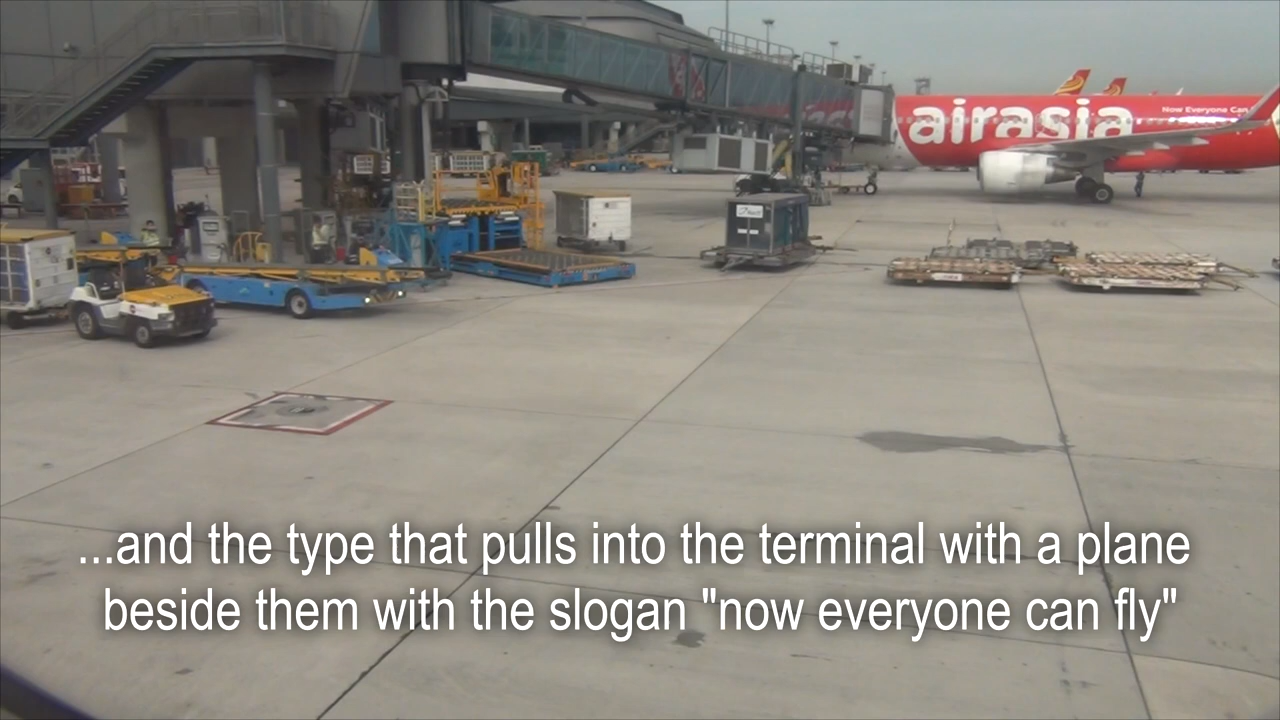 airasia
Now Everyone Can
...and the type that pulls into the terminal with a plane
beside them with the slogan "now everyone can fly"